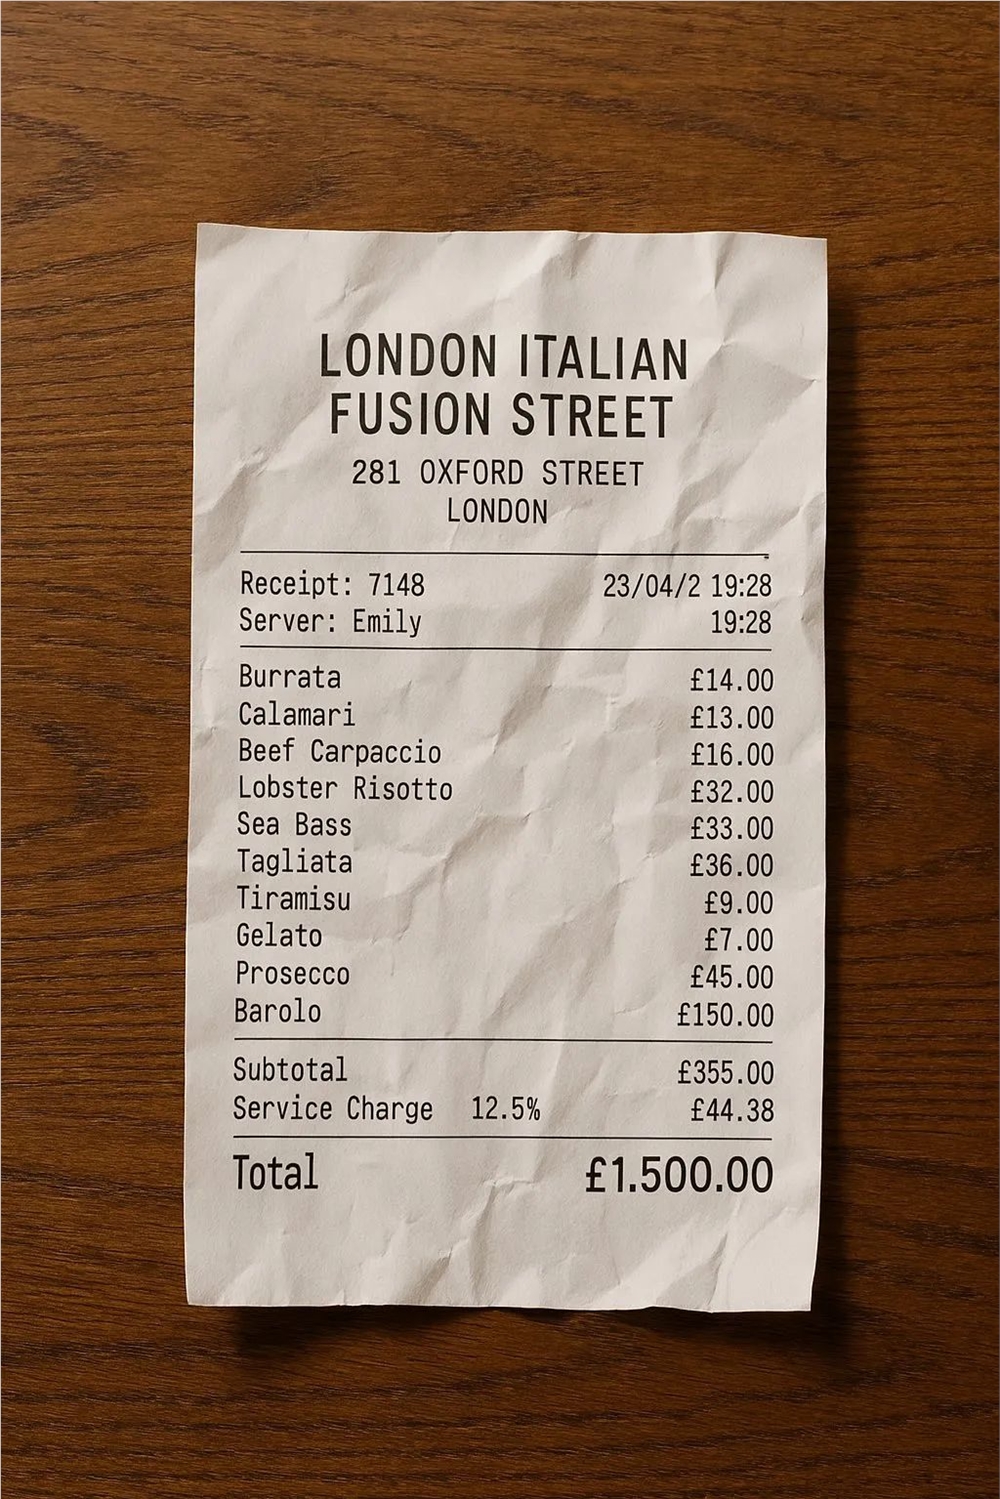 LONDON ITALIAN
FUSION STREET
281 OXFORD STREET
LONDON
Receipt: 7148 23/04/2 19:28
Server: Emily 19:28
Burrata £14.00
Calamari £13.00
Beef Carpaccio £16.00
Lobster Risotto £32.00
Sea Bass £33.00
Tagliata £36.00
Tiramisu £9.00
Gelato £7.00
Prosecco £45.00
Barolo £150.00
Subtotal £355.00
Service Charge 12.5% £44.38
Total £1.500.00